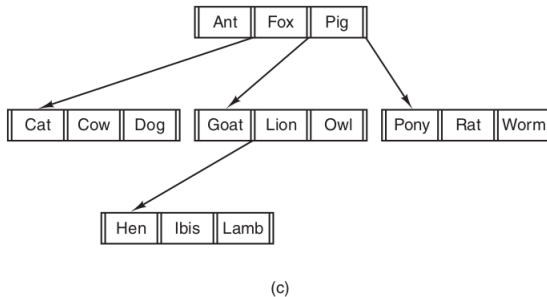 Ant Fox Pig
Cat Cow Dog Goat Lion Owl Pony Rat Worm
Hen Ibis Lamb
(c)